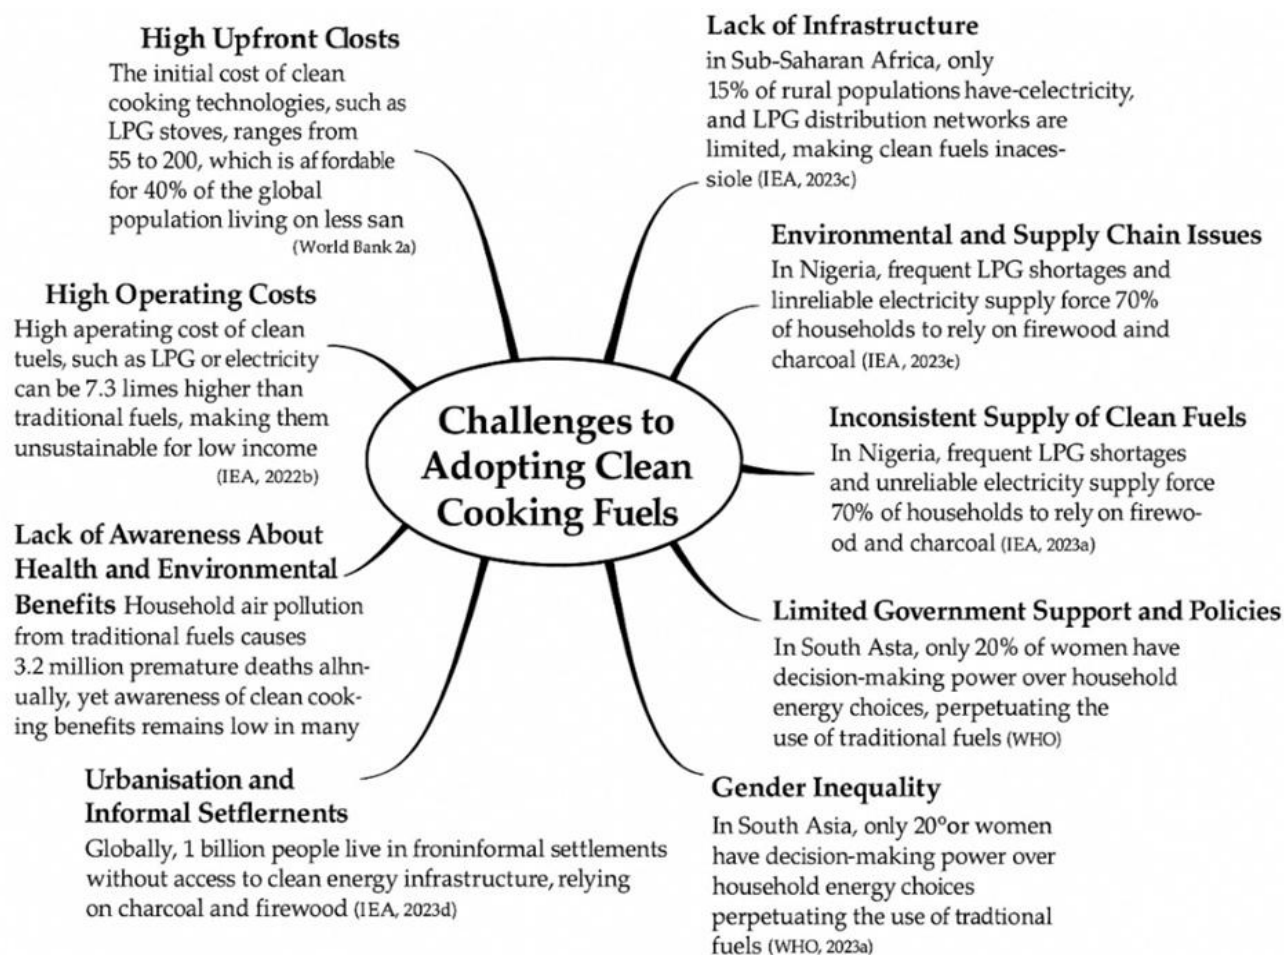 High Upfront Closts
The initial cost of clean
cooking technologies, such as
LPG stoves, ranges from
55 to 200, which is affordable
for 40% of the global
population living on less san
(World Bank 2a)
High Operating Costs
High aperating cost of clean
tuels, such as LPG or electricity
can be 7.3 limes higher than
traditional fuels, making them
unsustainable for low income
(IEA, 2022b)
Lack of Awareness About
Health and Environmental
Benefits Household air pollution
from traditional fuels causes
3.2 million premature deaths alhn-
ually, yet awareness of clean cook-
ing benefits remains low in many
Urbanisation and
Informal Setflernents
Globally, 1 billion people live in froninformal settlements
without access to clean energy infrastructure, relying
on charcoal and firewood (IEA, 2023d)
Challenges to
Adopting Clean
Cooking Fuels
Lack of Infrastructure
in Sub-Saharan Africa, only
15% of rural populations have-celectricity,
and LPG distribution networks are
limited, making clean fuels inaces-
siole (IEA, 2023c)
Environmental and Supply Chain Issues
In Nigeria, frequent LPG shortages and
linreliable electricity supply force 70%
of households to rely on firewood aind
charcoal (IEA, 2023e)
Inconsistent Supply of Clean Fuels
In Nigeria, frequent LPG shortages
and unreliable electricity supply force
70% of households to rely on firewo-
od and charcoal (IEA, 2023a)
Limited Government Support and Policies
In South Asta, only 20% of women have
decision-making power over household
energy choices, perpetuating the
use of traditional fuels (WHO)
Gender Inequality
In South Asia, only 20°or women
have decision-making power over
household energy choices
perpetuating the use of tradtional
fuels (WHO, 2023a)